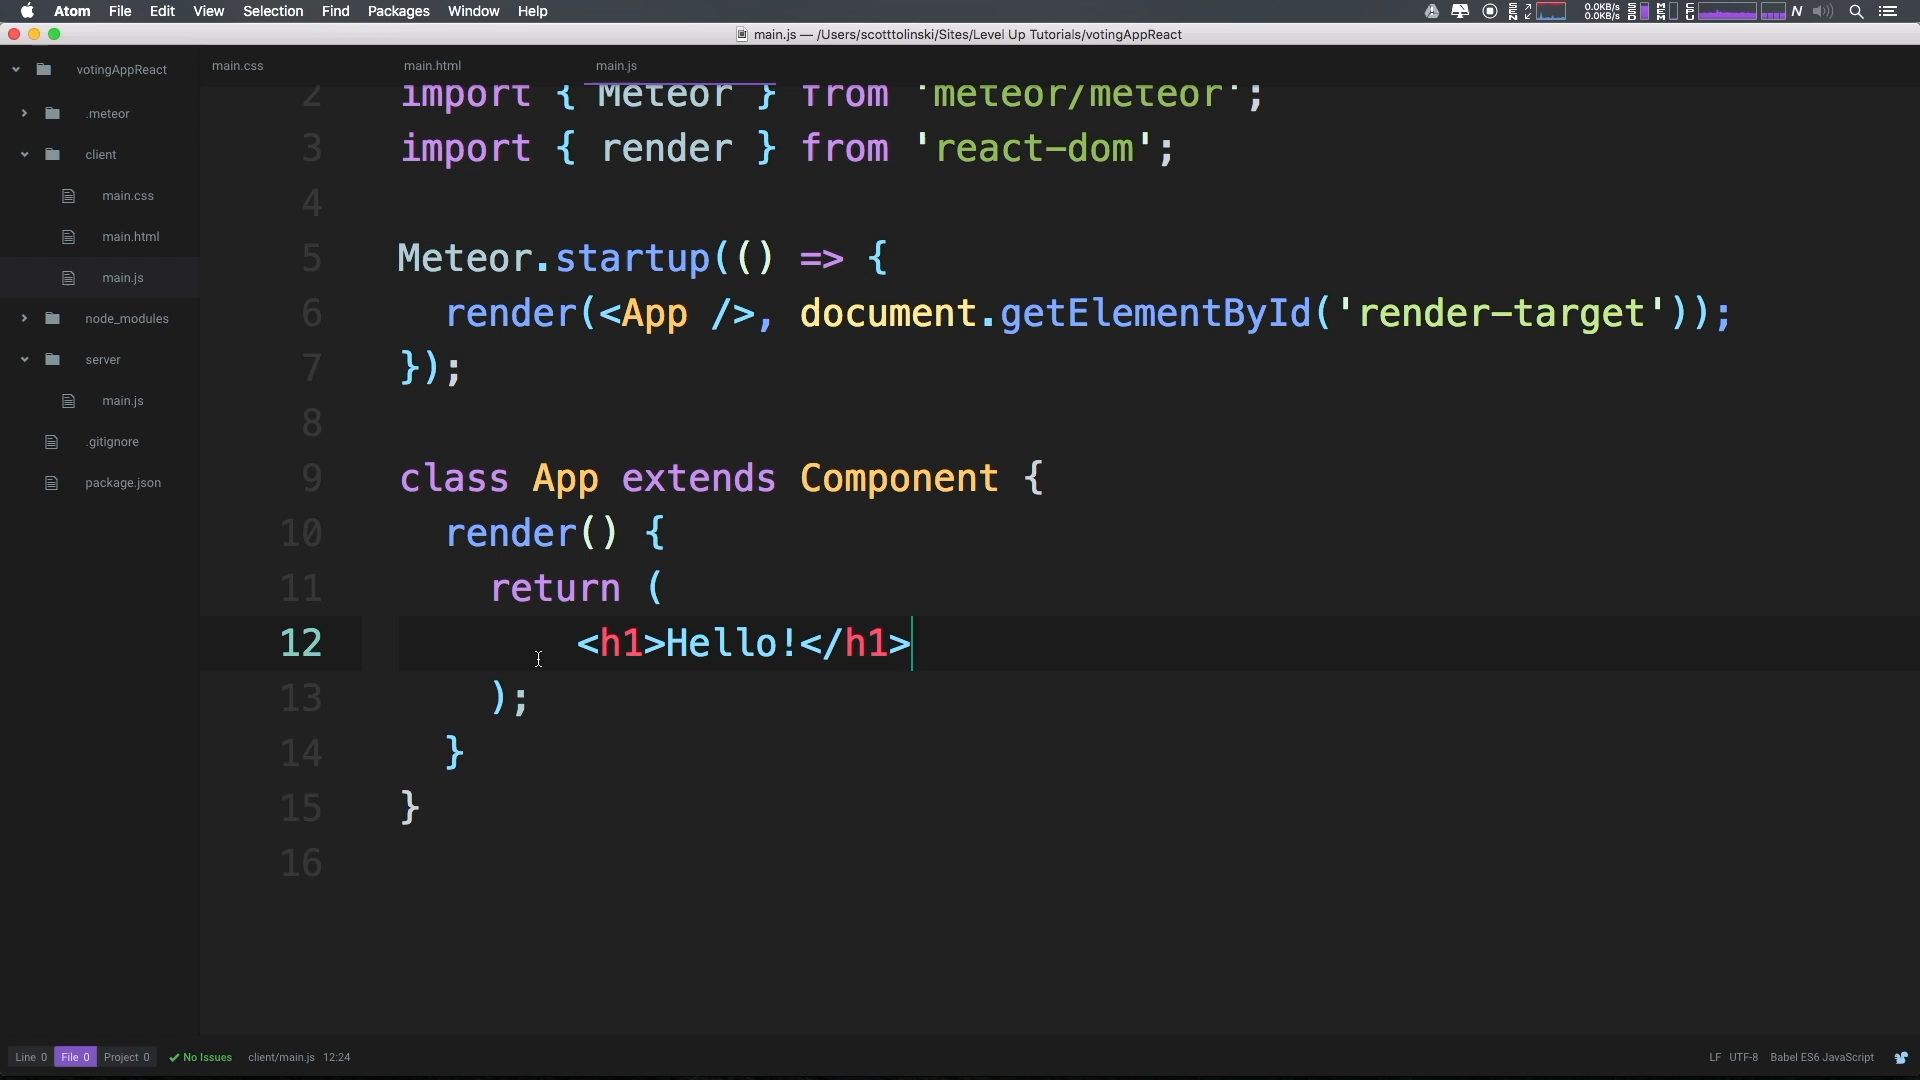 Atom File Edit View Selection Find Packages Window Help
0.0KB/s
0.0KB/s
main.js — /Users/scotttolinski/Sites/Level Up Tutorials/votingAppReact
votingAppReact
.meteor
client
main.css
main.html
main.js
node_modules
server
main.js
.gitignore
package.json
main.css main.html main.js
2 import { Meteor } from 'meteor/meteor';
3 import { render } from 'react-dom';
4
5 Meteor.startup(() => {
6 render(<App />, document.getElementById('render-target'));
7 });
8
9 class App extends Component {
10 render() {
11 return (
12 <h1>Hello!</h1>
13 );
14 }
15 }
16
Line 0 File 0 Project 0 No Issues client/main.js 12:24 LF UTF-8 Babel ES6 JavaScript